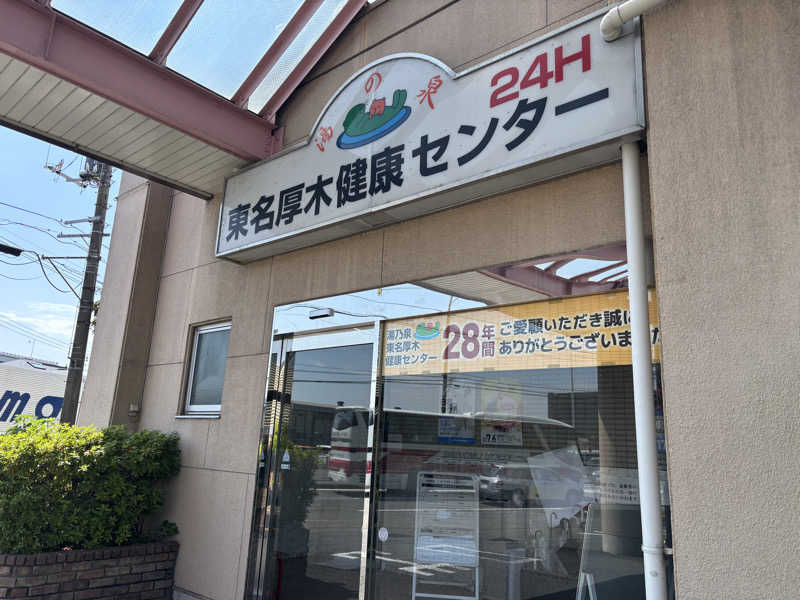 湯の泉
24H
東名厚木健康センター
湯乃泉
東名厚木
健康センター
28年間
ご愛顧いただき誠に
ありがとうございま